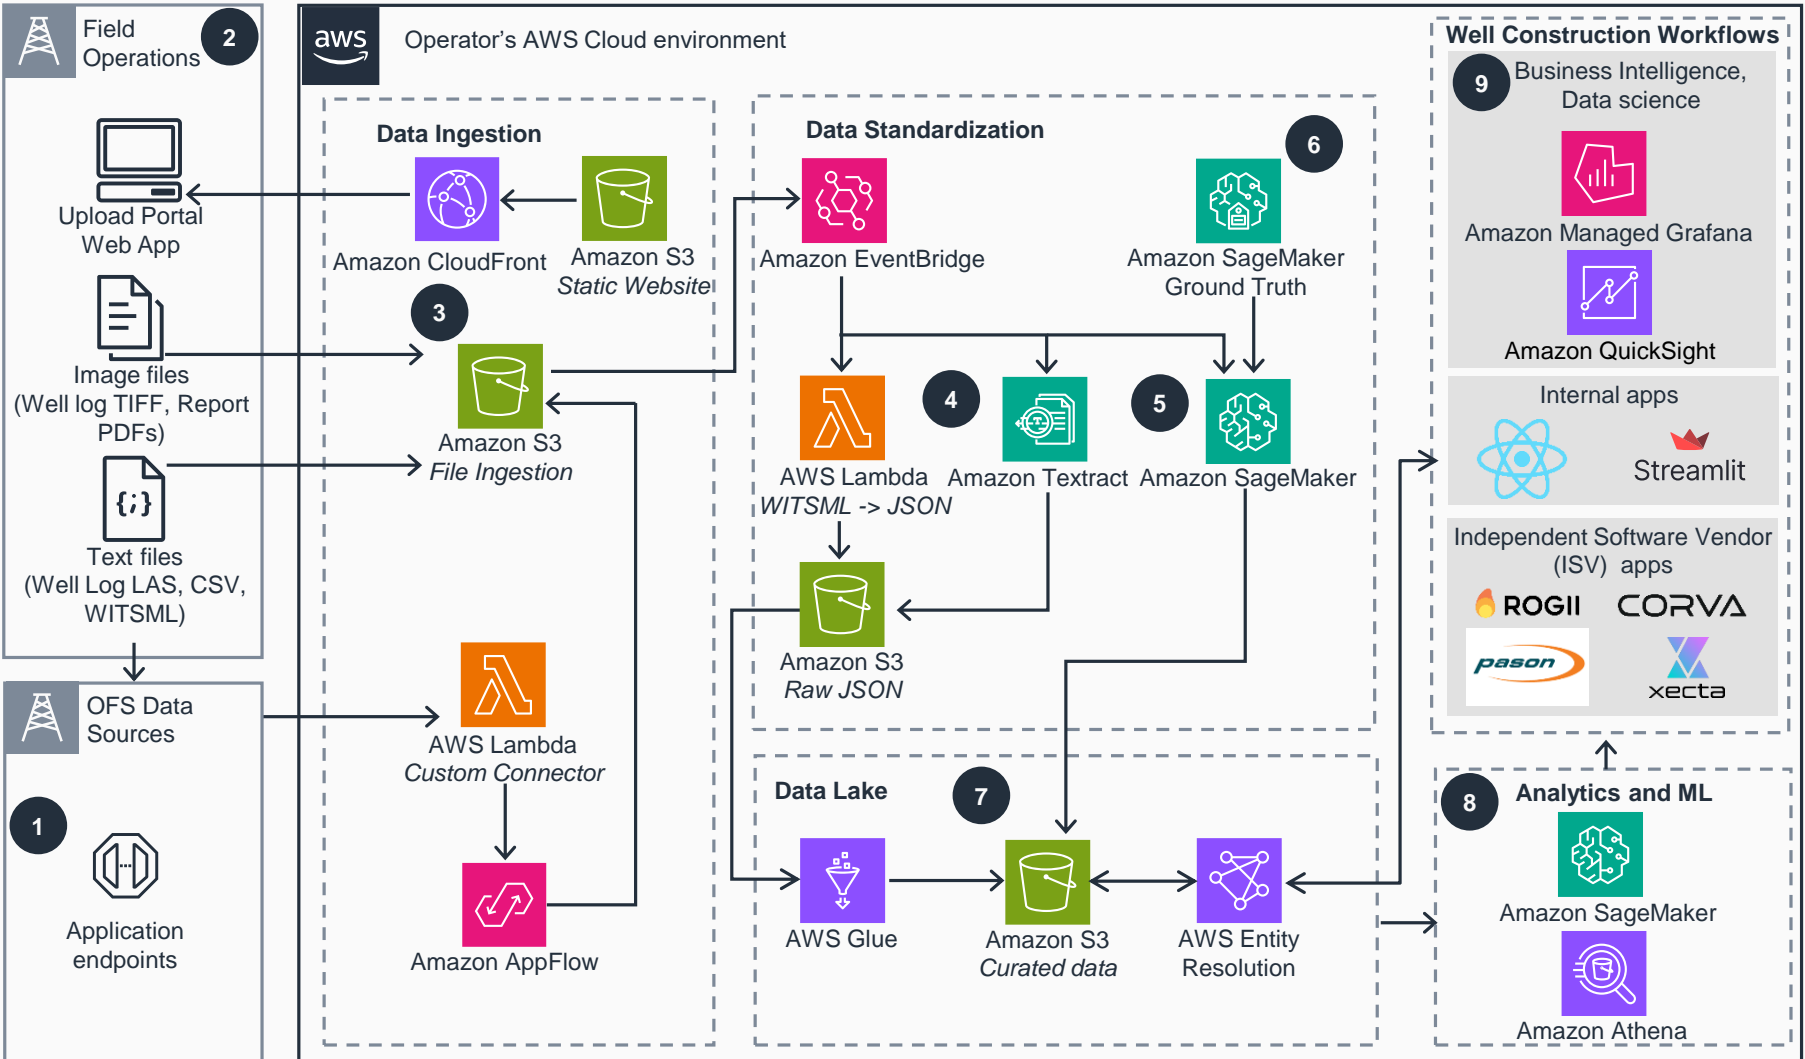 Field
Operations
2
Upload Portal
Web App
Image files
(Well log TIFF, Report
PDFs)
{;}
Text files
(Well Log LAS, CSV,
WITSML)
OFS Data
Sources
1
Application
endpoints
aws
Operator’s AWS Cloud environment
Data Ingestion
Amazon CloudFront
Amazon S3
Static Website
3
Amazon S3
File Ingestion
AWS Lambda
Custom Connector
Amazon AppFlow
Data Standardization
6
Amazon EventBridge
Amazon SageMaker
Ground Truth
4
5
AWS Lambda
WITSML -> JSON
Amazon Textract
Amazon SageMaker
Amazon S3
Raw JSON
Data Lake
7
AWS Glue
Amazon S3
Curated data
AWS Entity
Resolution
Well Construction Workflows
9
Business Intelligence,
Data science
Amazon Managed Grafana
Amazon QuickSight
Internal apps
Streamlit
Independent Software Vendor
(ISV)  apps
ROGII
CORVA
pason
xecta
8
Analytics and ML
Amazon SageMaker
Amazon Athena